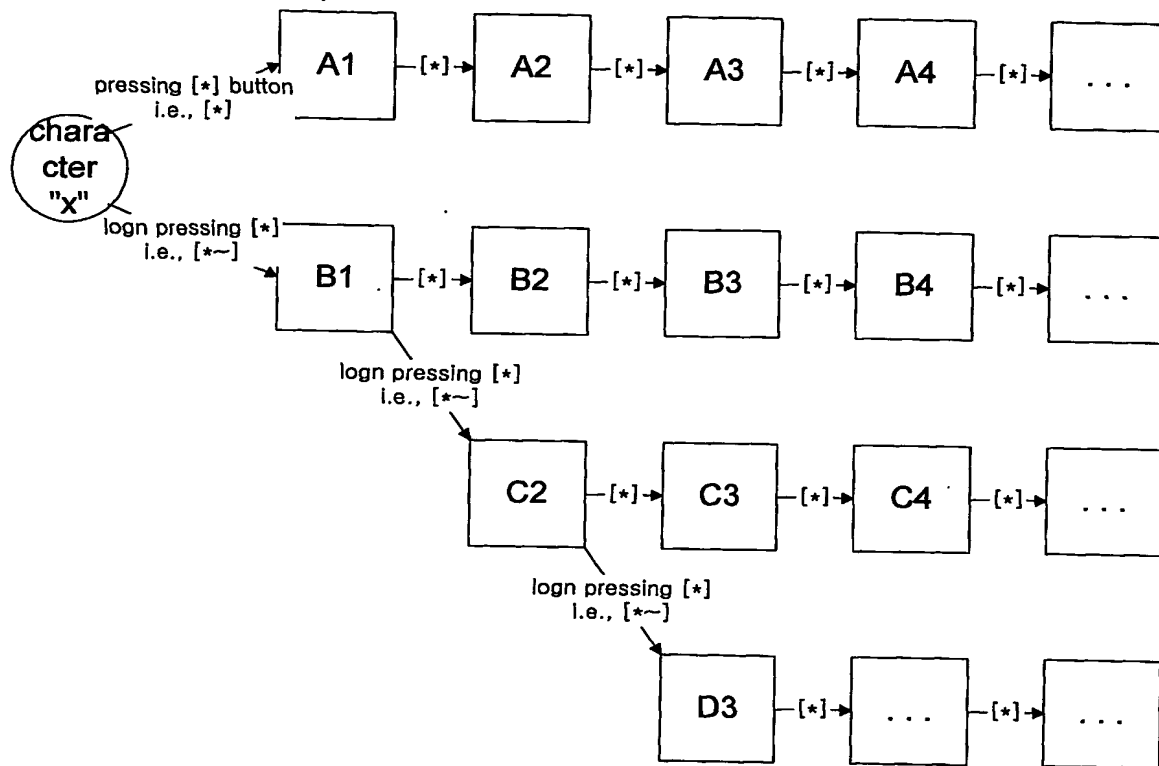 A1 -[*]→ A2 -[*]→ A3 -[*]→ A4 -[*]→ ...
pressing [*] button
i.e., [*]
chara
cter
"x"
logn pressing [*]
i.e., [*~]
B1 -[*]→ B2 -[*]→ B3 -[*]→ B4 -[*]→ ...
logn pressing [*]
i.e., [*~]
C2 -[*]→ C3 -[*]→ C4 -[*]→ ...
logn pressing [*]
i.e., [*~]
D3 -[*]→ ... -[*]→ ...